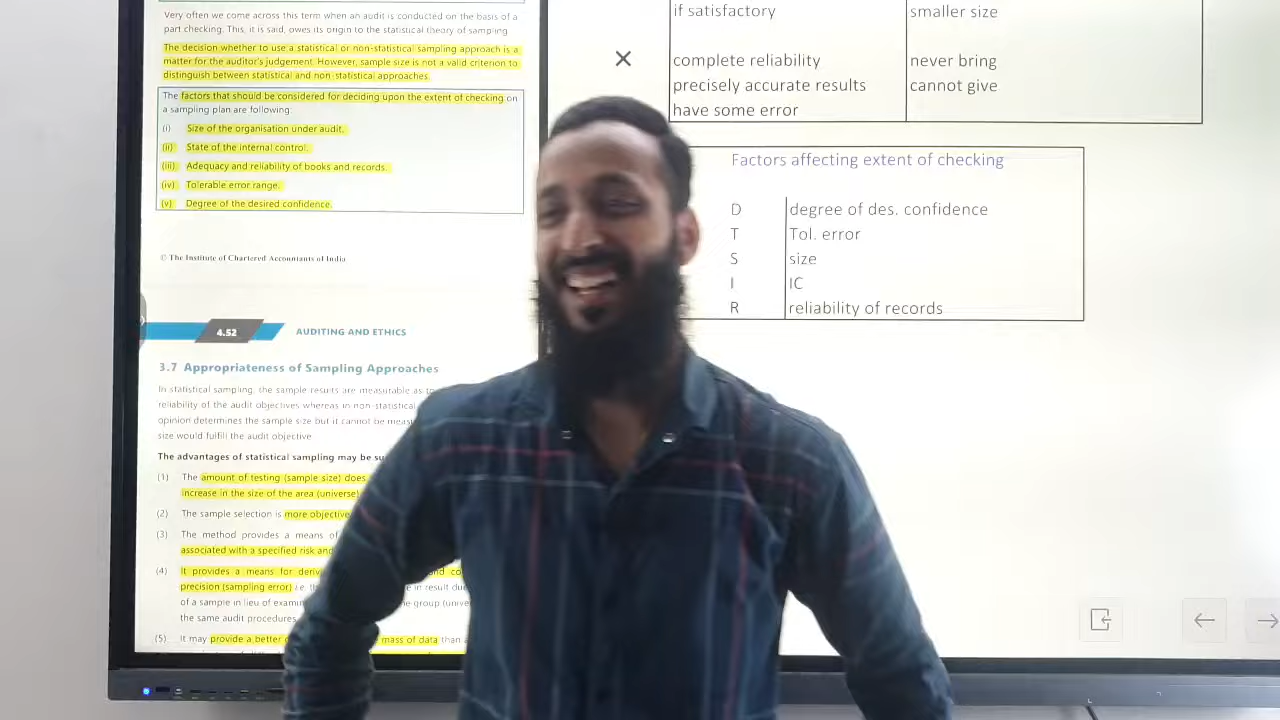 Very often we come across this term when an audit is conducted on the basis of a
part checking. This, it is said, owes its origin to the statistical theory of sampling
The decision whether to use a statistical or non-statistical sampling approach is a
matter for the auditor's judgement. However, sample size is not a valid criterion to
distinguish between statistical and non-statistical approaches.
The factors that should be considered for deciding upon the extent of checking on
a sampling plan are following:
(i) Size of the organisation under audit.
(ii) State of the internal control.
(iii) Adequacy and reliability of books and records.
(iv) Tolerable error range.
(v) Degree of the desired confidence.
© The Institute of Chartered Accountants of India
4.52 AUDITING AND ETHICS
3.7 Appropriateness of Sampling Approaches
In statistical sampling, the sample results are measurable as to
reliability of the audit objectives whereas in non-statistical
opinion determines the sample size but it cannot be
size would fulfill the audit objective
The advantages of statistical sampling may be
(1) The amount of testing (sample size) does
increase in the size of the area (universe)
(2) The sample selection is more objective
(3) The method provides a means of
associated with a specified risk and
(4) It provides a means for
precision (sampling error) i.e. in result
of a sample in lieu of group
the same audit procedures
(5) It may provide a better mass of data than
if satisfactory smaller size
complete reliability never bring
precisely accurate results cannot give
have some error
Factors affecting extent of checking
D degree of des. confidence
T Tol. error
S size
I IC
R reliability of records